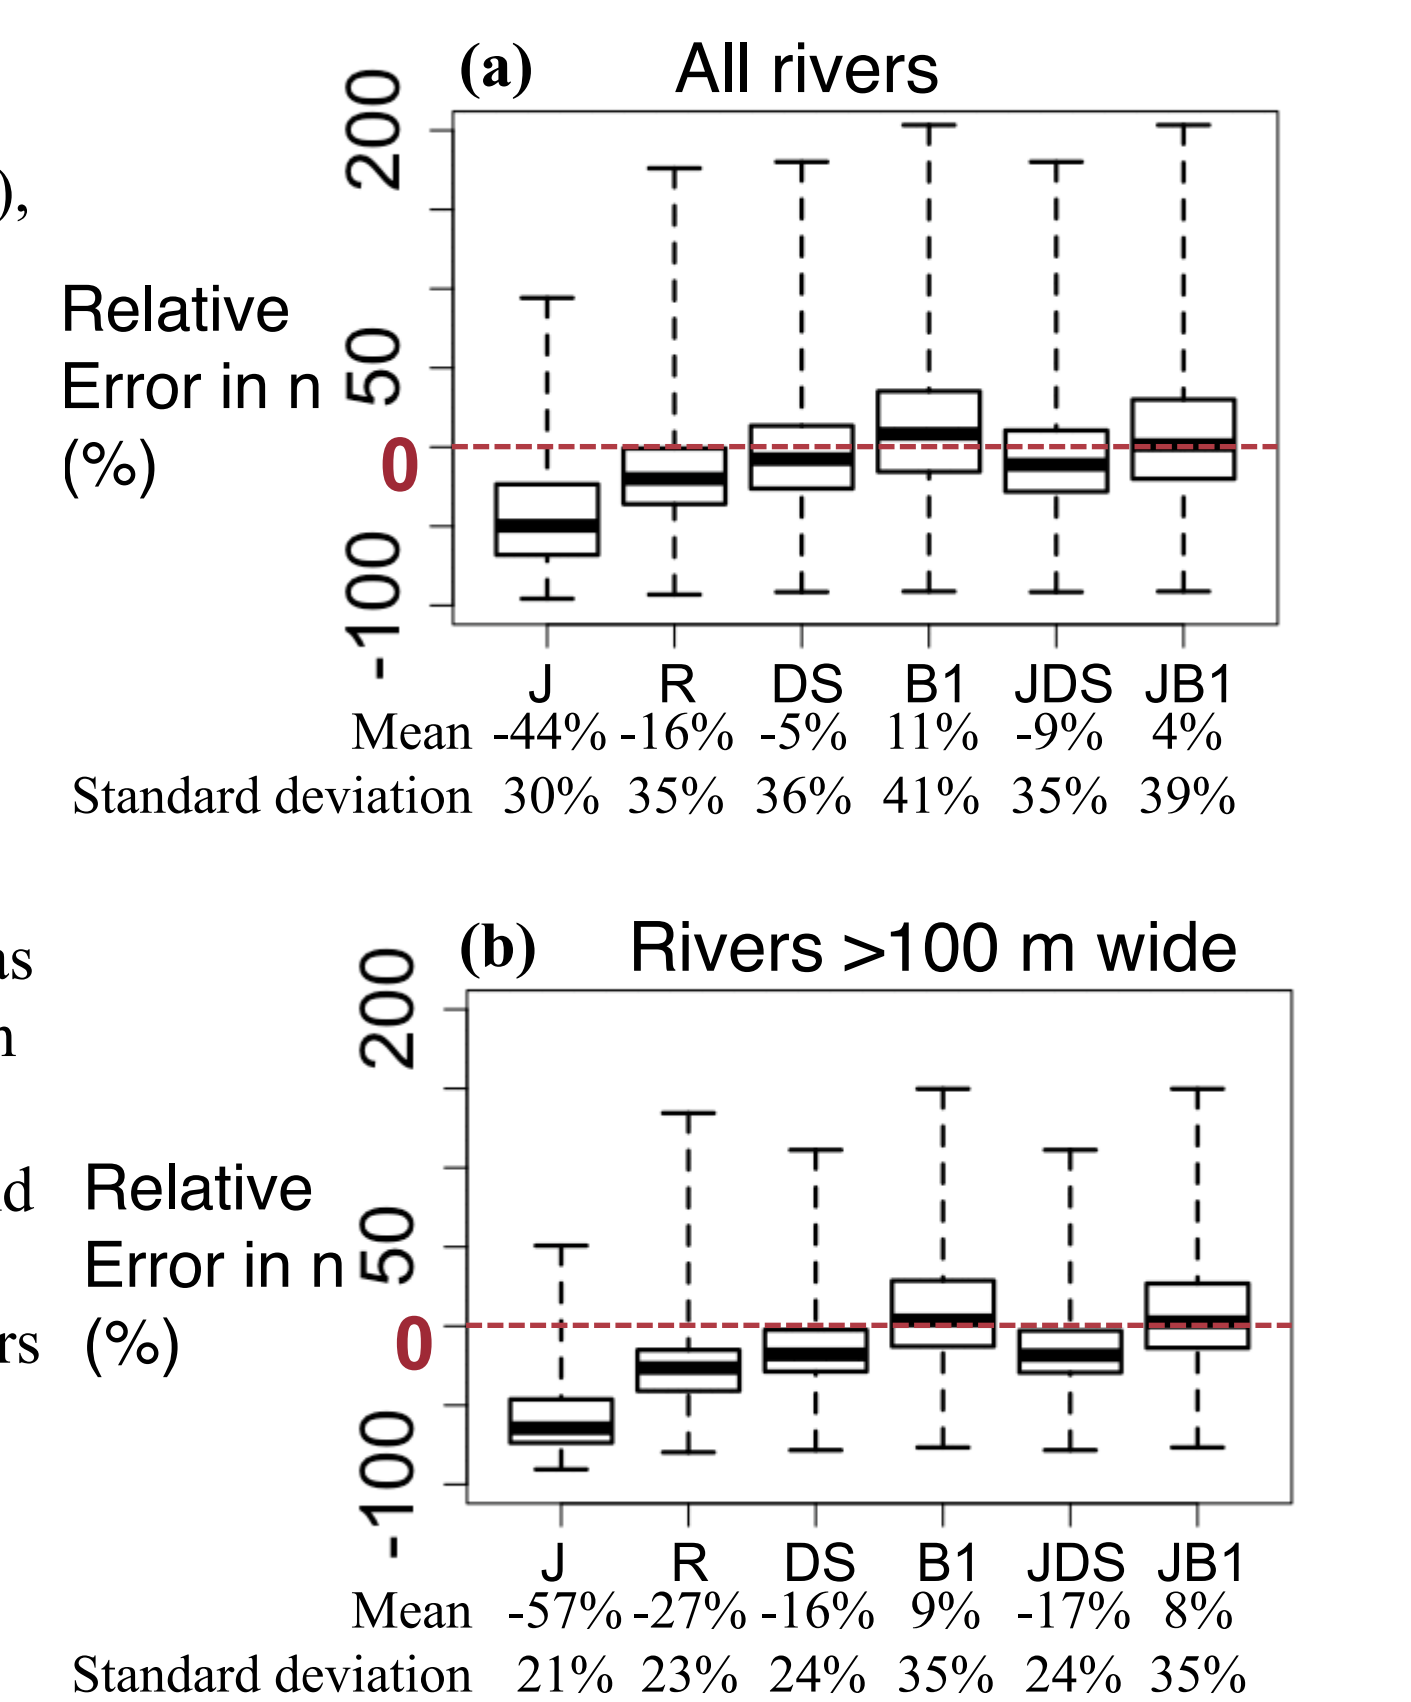 (a) All rivers
200
),
Relative
Error in n
(%)
50
0
-100
J R DS B1 JDS JB1
Mean -44% -16% -5% 11% -9% 4%
Standard deviation 30% 35% 36% 41% 35% 39%
(b) Rivers >100 m wide
as
200
Relative
Error in n
(%)
50
0
rs
-100
J R DS B1 JDS JB1
Mean -57% -27% -16% 9% -17% 8%
Standard deviation 21% 23% 24% 35% 24% 35%